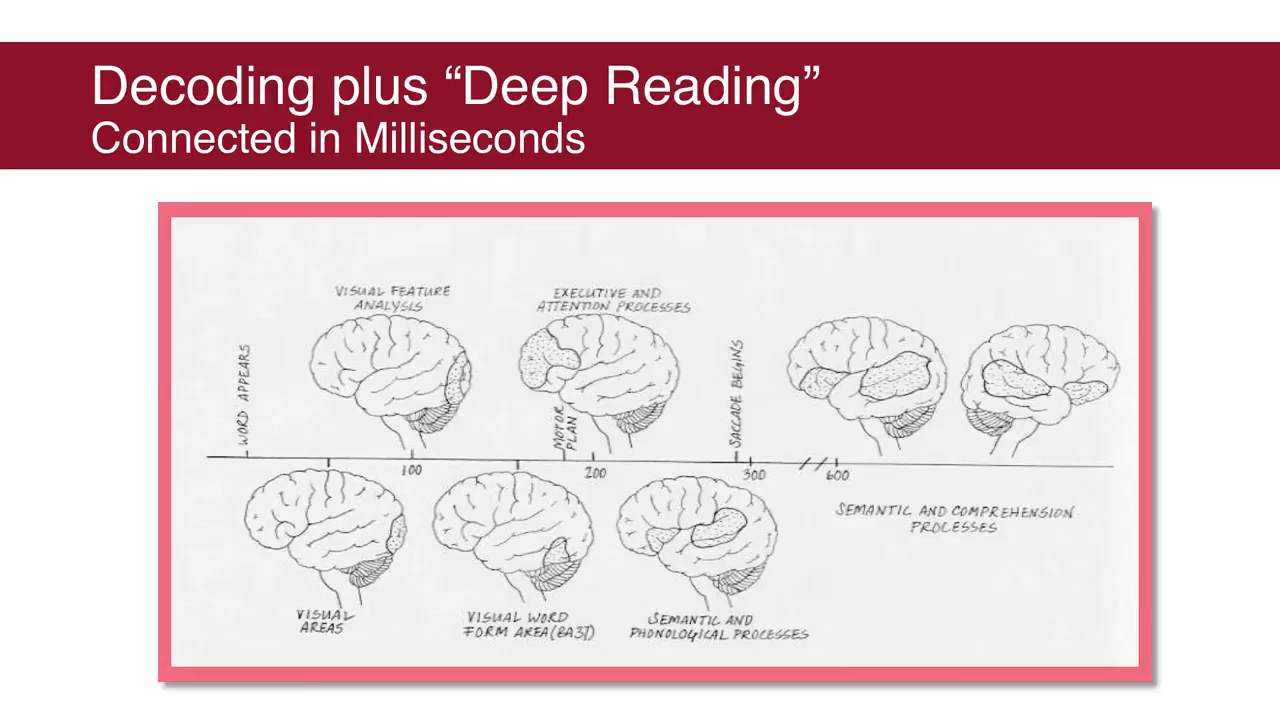 Decoding plus “Deep Reading”
Connected in Milliseconds
VISUAL FEATURE
ANALYSIS
EXECUTIVE AND
ATTENTION PROCESSES
WORD APPEARS
MOTOR
PLAN
SACCADE BEGINS
100
200
300
600
SEMANTIC AND COMPREHENSION
PROCESSES
VISUAL
AREAS
VISUAL WORD
FORM AREA (BA37)
SEMANTIC AND
PHONOLOGICAL PROCESSES